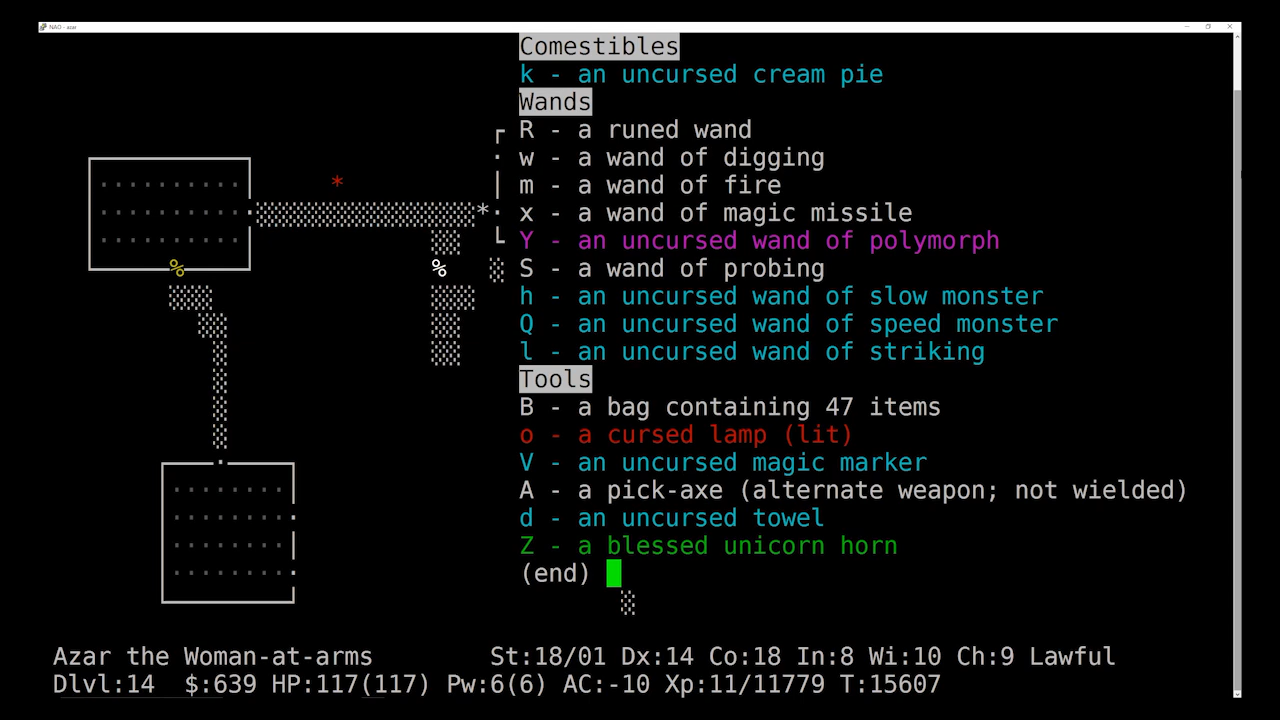 NAO - azar
Comestibles
k - an uncursed cream pie
Wands
R - a runed wand
w - a wand of digging
m - a wand of fire
x - a wand of magic missile
Y - an uncursed wand of polymorph
S - a wand of probing
h - an uncursed wand of slow monster
Q - an uncursed wand of speed monster
l - an uncursed wand of striking
Tools
B - a bag containing 47 items
o - a cursed lamp (lit)
V - an uncursed magic marker
A - a pick-axe (alternate weapon; not wielded)
d - an uncursed towel
Z - a blessed unicorn horn
(end)
Azar the Woman-at-arms St:18/01 Dx:14 Co:18 In:8 Wi:10 Ch:9 Lawful
Dlvl:14 $:639 HP:117(117) Pw:6(6) AC:-10 Xp:11/11779 T:15607